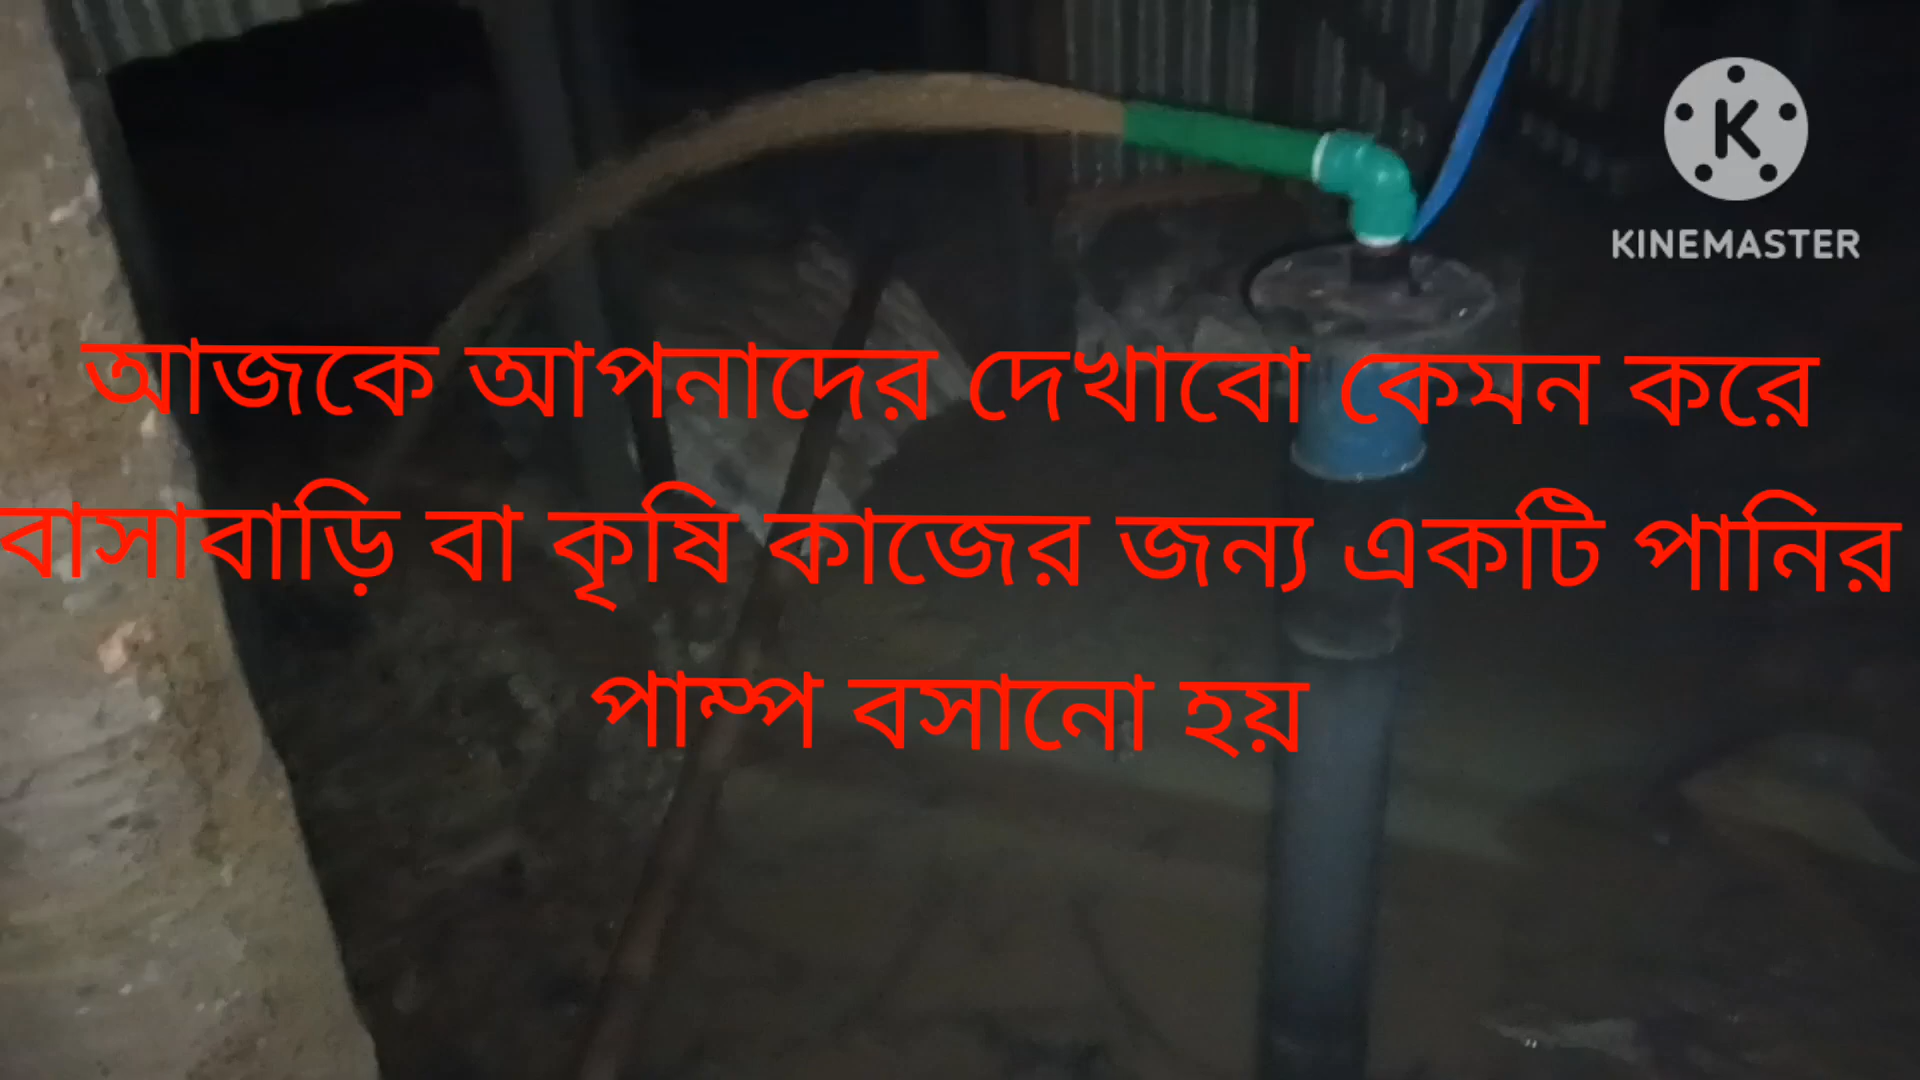 K
KINEMASTER
আজকে আপনাদের দেখাবো কেমন করে
বাসাবাড়ি বা কৃষি কাজের জন্য একটি পানির
পাম্প বসানো হয়